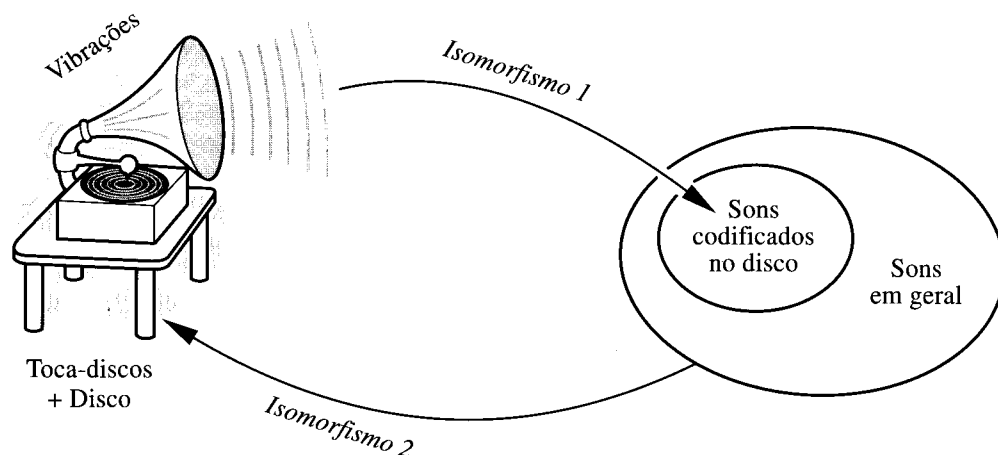 Vibrações
Isomorfismo 1
Sons
codificados
no disco
Sons
em geral
Toca-discos
+ Disco
Isomorfismo 2